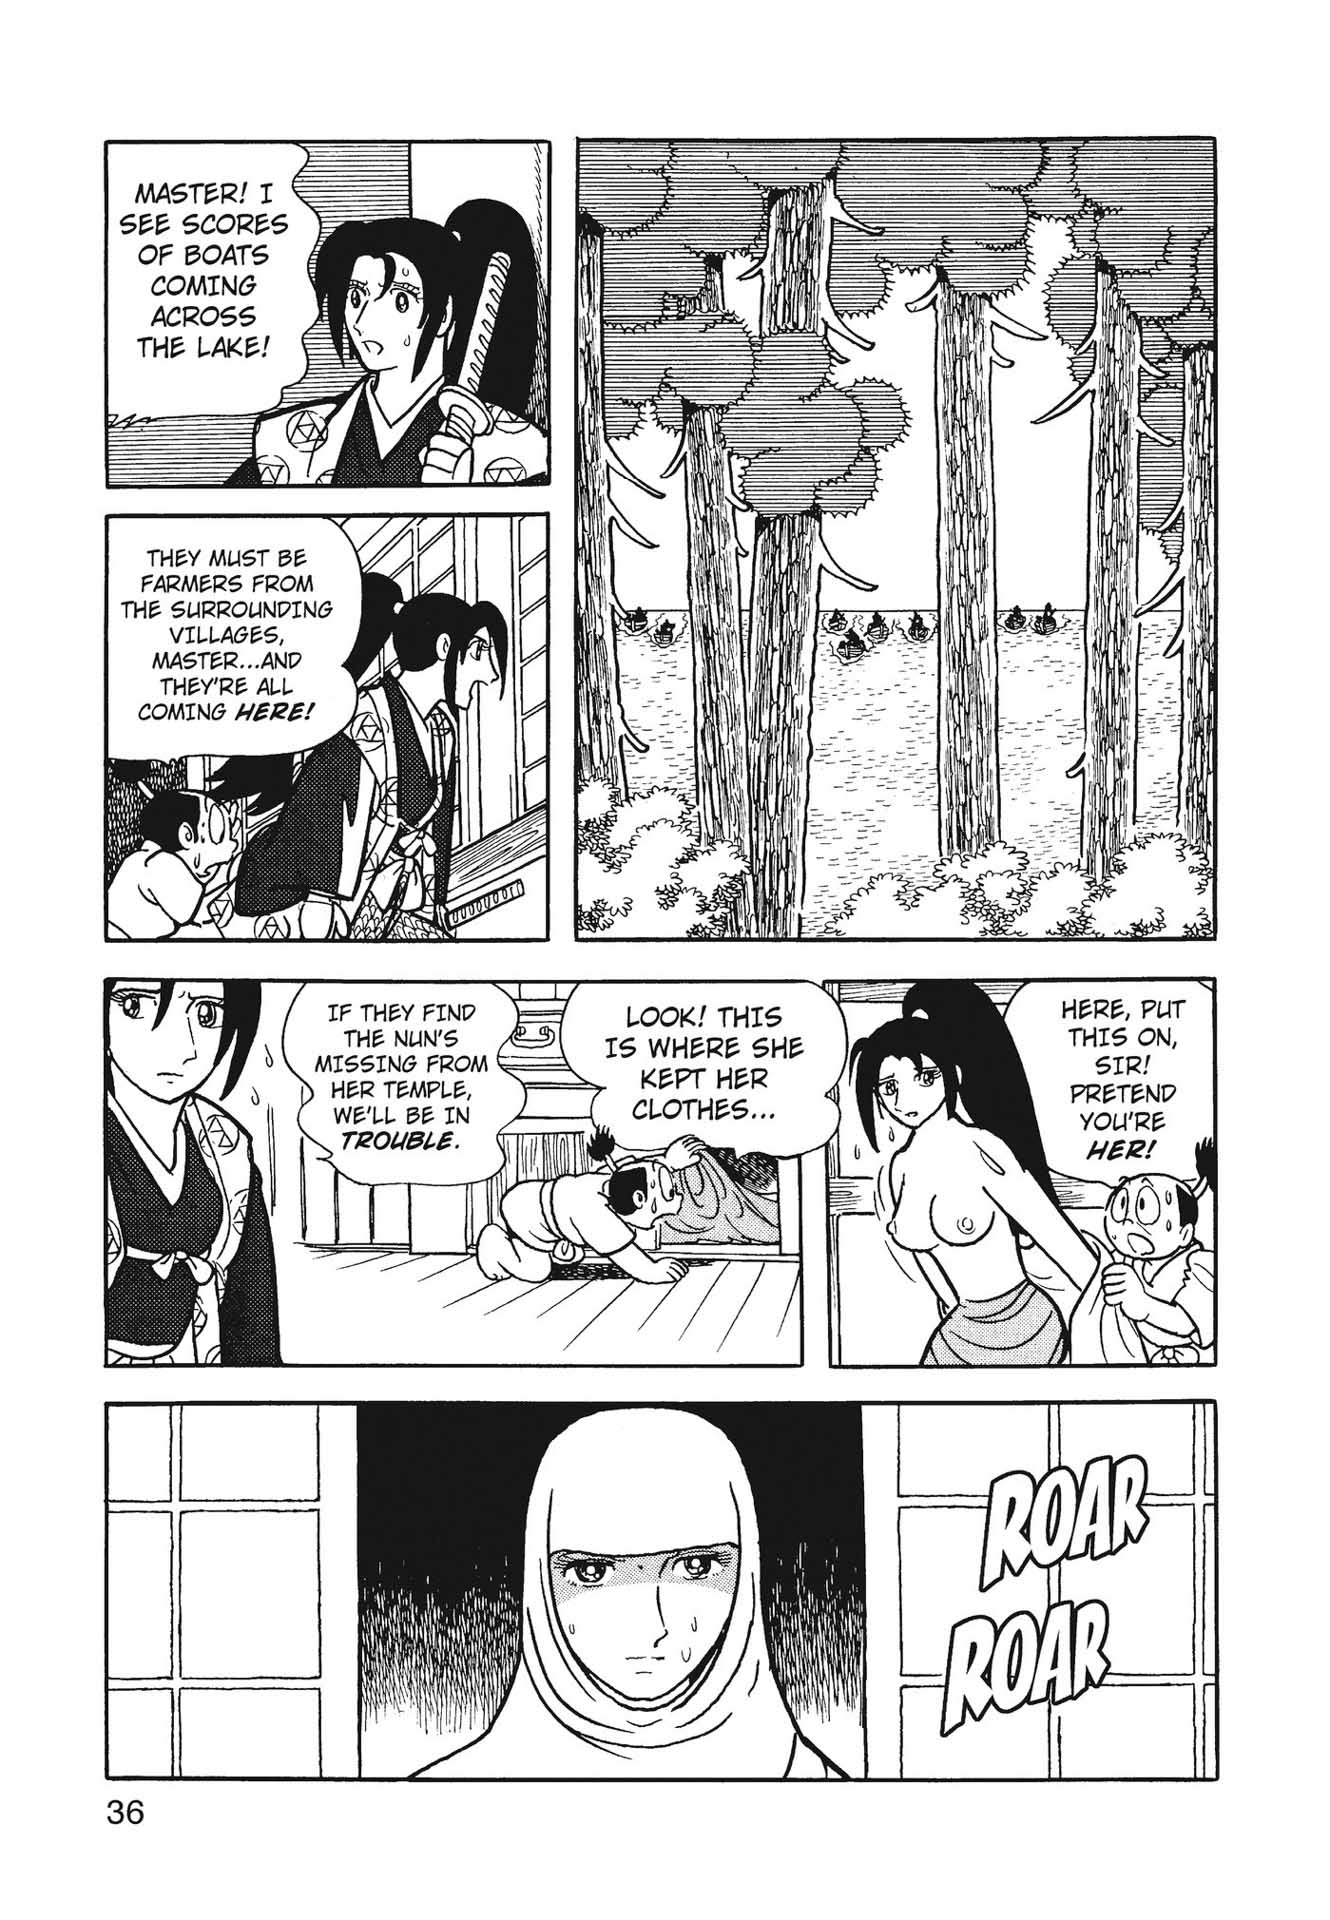 MASTER! I
SEE SCORES
OF BOATS
COMING
ACROSS
THE LAKE!
THEY MUST BE
FARMERS FROM
THE SURROUNDING
VILLAGES,
MASTER...AND
THEY'RE ALL
COMING HERE!
IF THEY FIND
THE NUN'S
MISSING FROM
HER TEMPLE,
WE'LL BE IN
TROUBLE.
LOOK! THIS
IS WHERE SHE
KEPT HER
CLOTHES...
HERE, PUT
THIS ON,
SIR!
PRETEND
YOU'RE
HER!
ROAR
ROAR
36